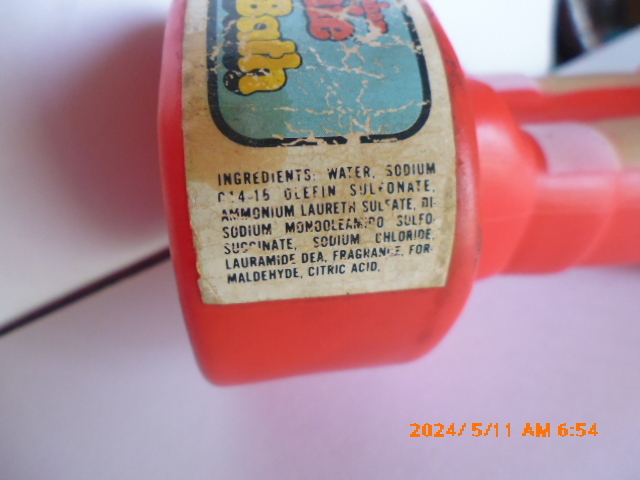 Bath
INGREDIENTS: WATER, SODIUM
C14-16 OLEFIN SULFONATE,
AMMONIUM LAURETH SULFATE, DI-
SODIUM MONOOLEAMIDO SULFO-
SUCCINATE, SODIUM CHLORIDE,
LAURAMIDE DEA, FRAGRANCE, FOR-
MALDEHYDE, CITRIC ACID.
2024/ 5/11 AM 6:54